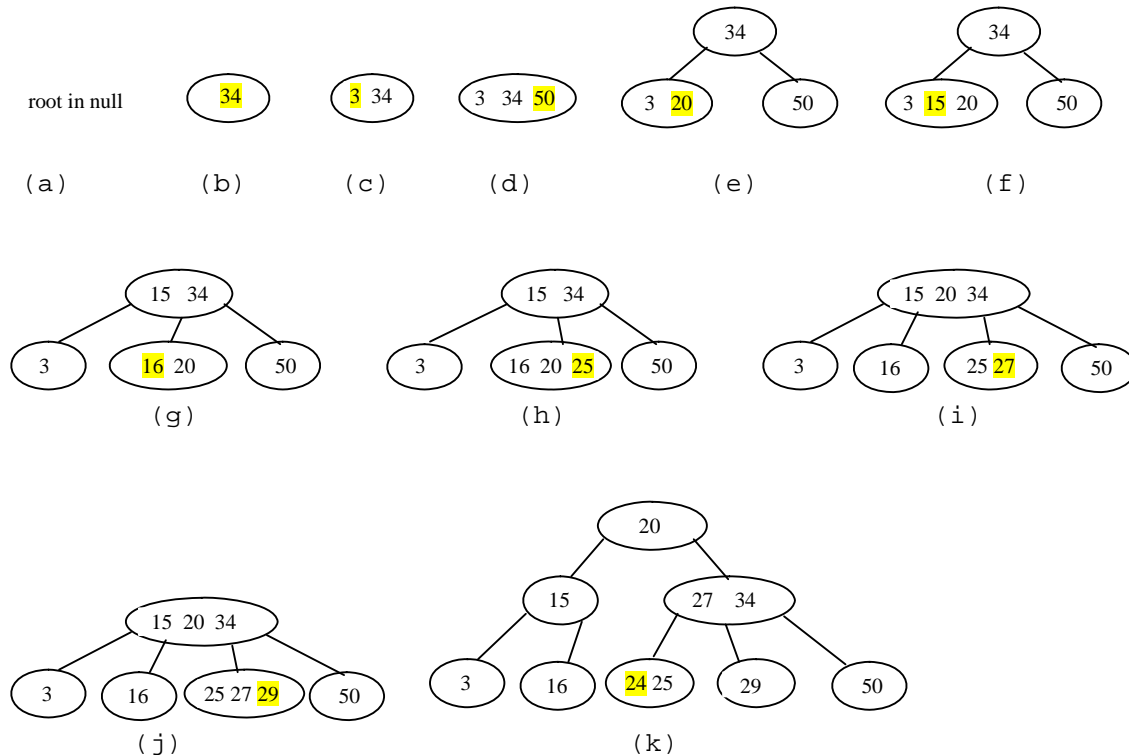 34 34
root in null 34 3 34 3 34 50 3 20 50 3 15 20 50
(a) (b) (c) (d) (e) (f)
15 34 15 34 15 20 34
3 16 20 50 3 16 20 25 50 3 16 25 27 50
(g) (h) (i)
20
15 20 34 15 27 34
3 16 25 27 29 50 3 16 24 25 29 50
(j) (k)